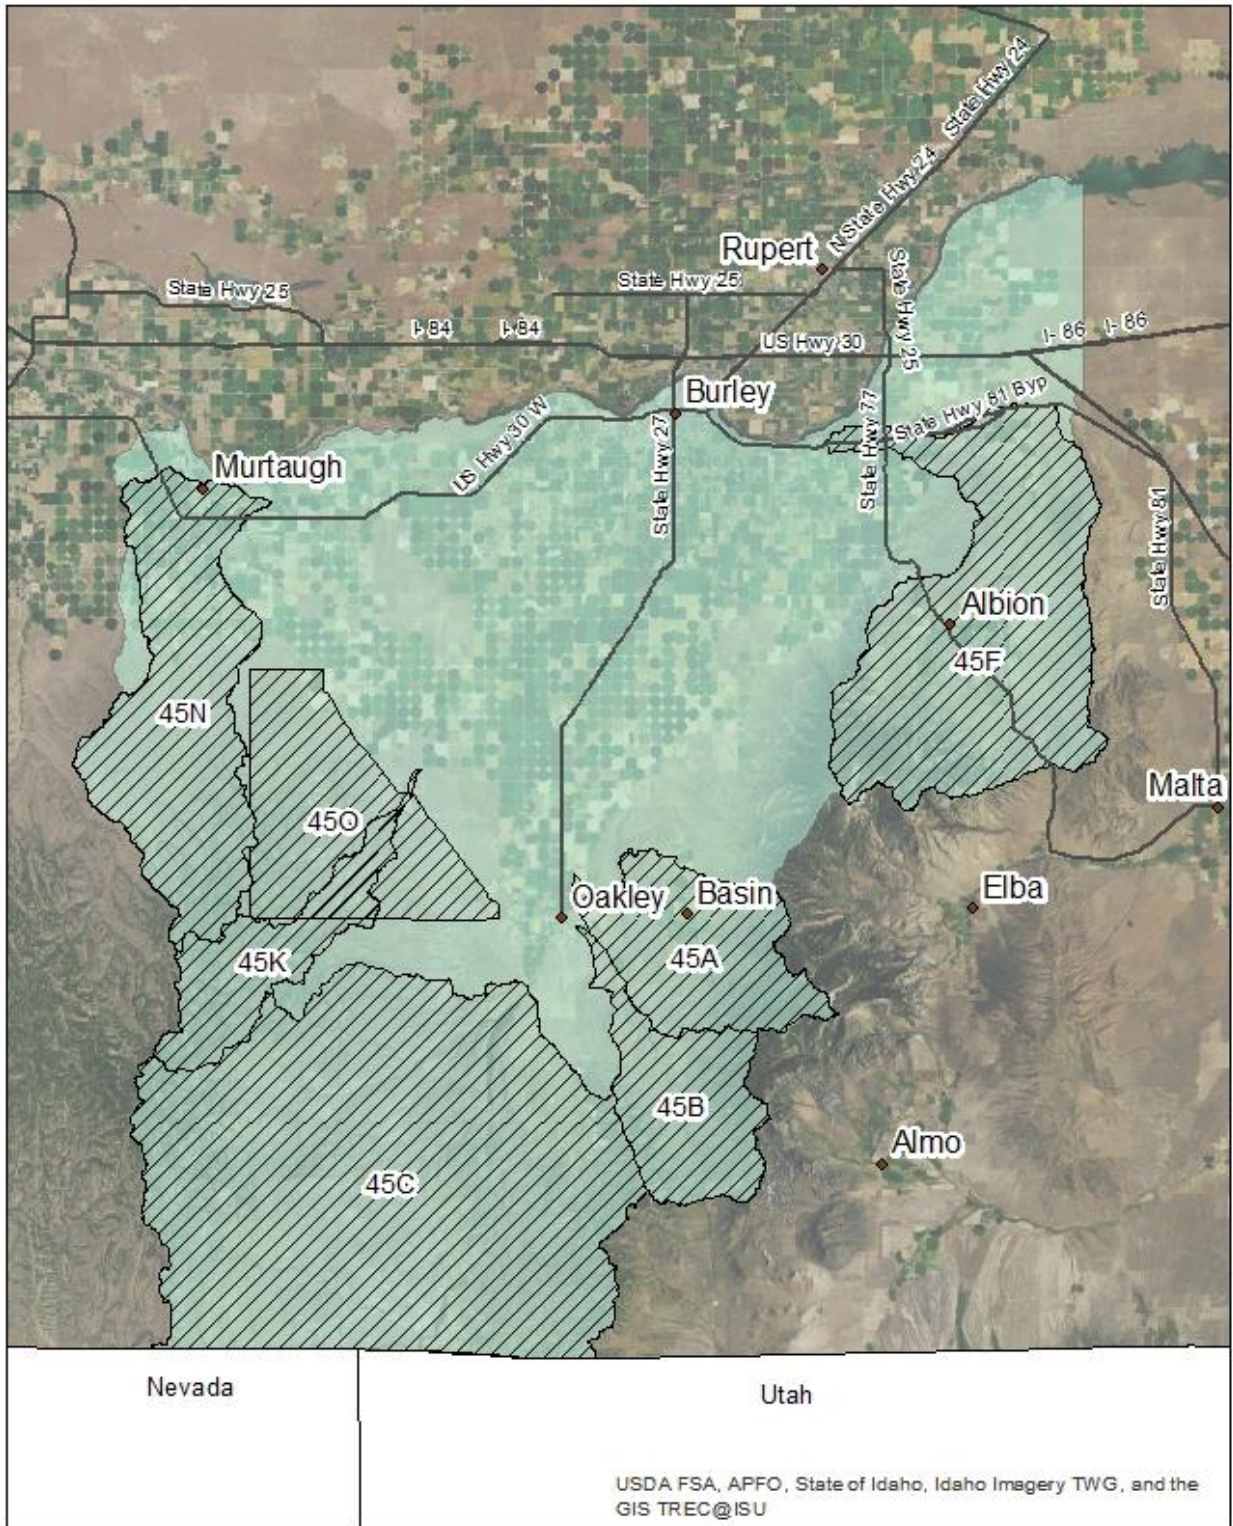 State Hwy 24
N State Hwy 24
Rupert
State Hwy 25
State Hwy 25
State Hwy 25
I- 84
I- 84
US Hwy 30
I- 86
I- 86
Burley
State Hwy 81 Byp
State Hwy 77
US Hwy 30 W
State Hwy 27
Murtaugh
State Hwy 81
Albion
45F
45N
Malta
45O
Oakley
Basin
Elba
45K
45A
45B
Almo
45C
Nevada
Utah
USDA FSA, APFO, State of Idaho, Idaho Imagery TWG, and the
GIS TREC@ISU